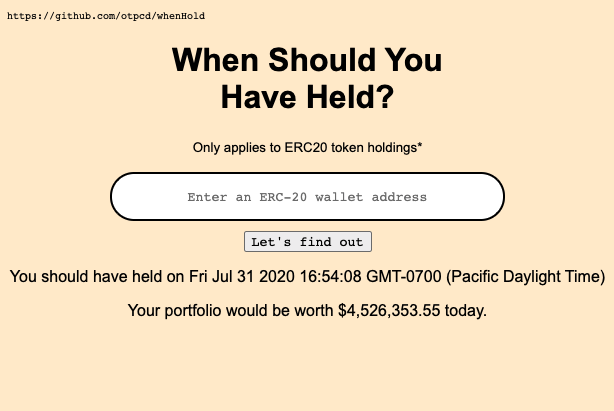 https://github.com/otpcd/whenHold
When Should You
Have Held?
Only applies to ERC20 token holdings*
Enter an ERC-20 wallet address
Let's find out
You should have held on Fri Jul 31 2020 16:54:08 GMT-0700 (Pacific Daylight Time)
Your portfolio would be worth $4,526,353.55 today.